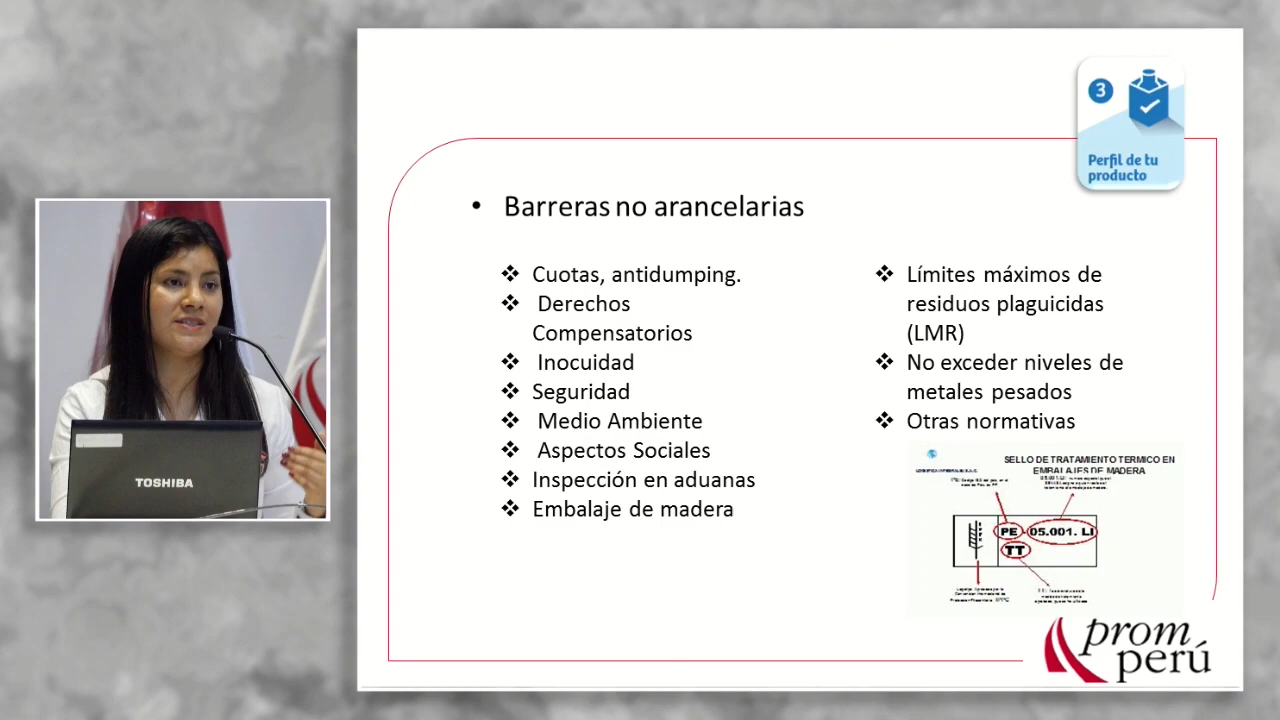 3
Perfil de tu
producto
• Barreras no arancelarias
❖ Cuotas, antidumping.
❖ Derechos
Compensatorios
❖ Inocuidad
❖ Seguridad
❖ Medio Ambiente
❖ Aspectos Sociales
❖ Inspección en aduanas
❖ Embalaje de madera
❖ Límites máximos de
residuos plaguicidas
(LMR)
❖ No exceder niveles de
metales pesados
❖ Otras normativas
SELLO DE TRATAMIENTO TERMICO EN
EMBALAJES DE MADERA
PE 05.001. LI
TT
TOSHIBA
prom
perú